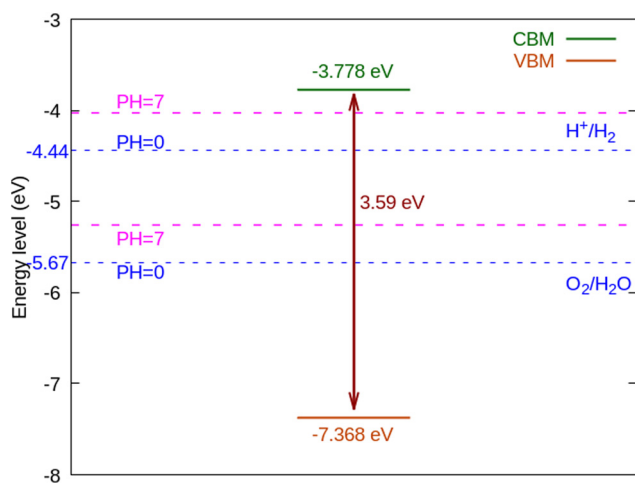 -3
CBM
VBM
-3.778 eV
PH=7
-4
H⁺/H₂
PH=0
-4.44
-5
3.59 eV
PH=7
-5.67
PH=0
O₂/H₂O
-6
Energy level (eV)
-7
-7.368 eV
-8